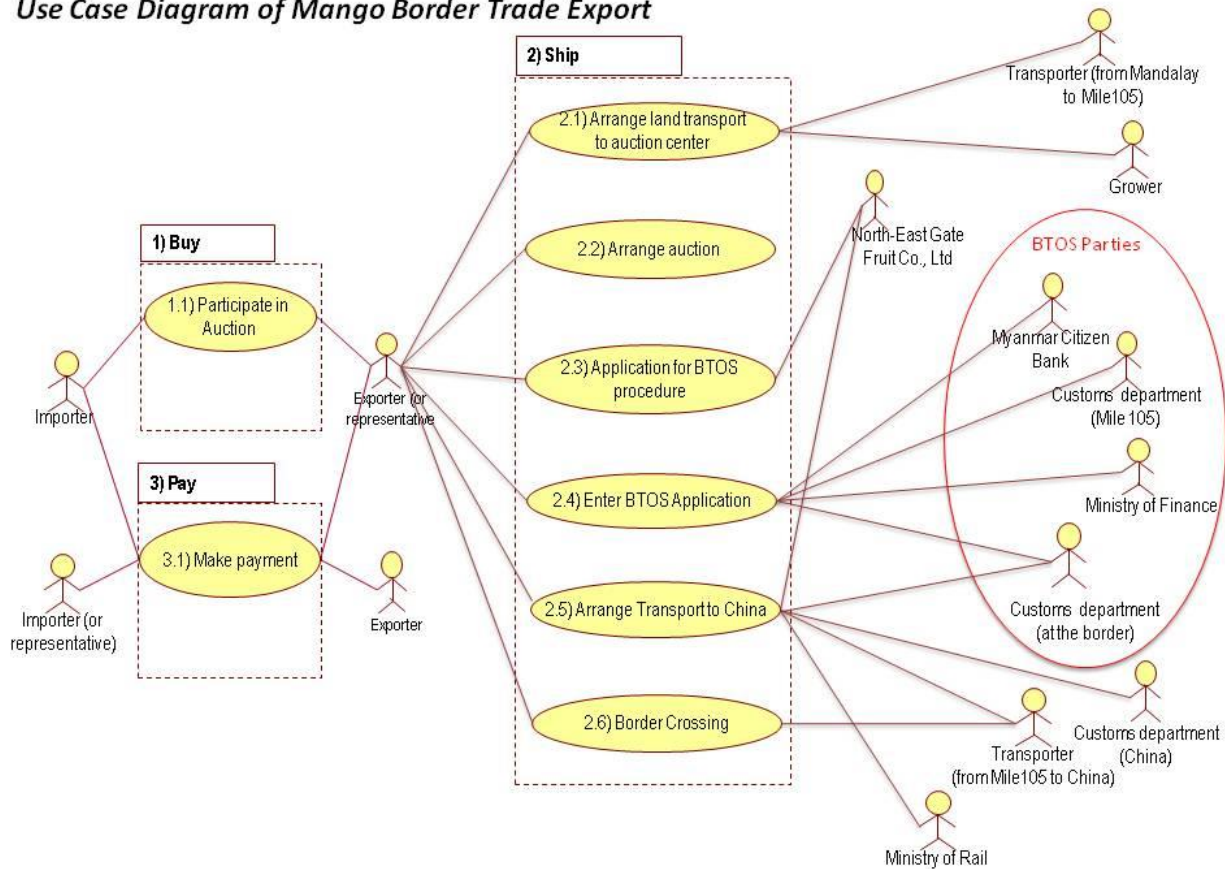 Use Case Diagram of Mango Border Trade Export
2) Ship
Transporter (from Mandalay
to Mile105)
2.1) Arrange land transport
to auction center
Grower
1) Buy
North-East Gate
Fruit Co., Ltd
BTOS Parties
2.2) Arrange auction
1.1) Participate in
Auction
Myanmar Citizen
Bank
2.3) Application for BTOS
procedure
Importer
Exporter (or
representative
Customs department
(Mile 105)
3) Pay
2.4) Enter BTOS Application
Ministry of Finance
3.1) Make payment
2.5) Arrange Transport to China
Importer (or
representative)
Exporter
Customs department
(at the border)
2.6) Border Crossing
Customs department
(China)
Transporter
(from Mile105 to China)
Ministry of Rail